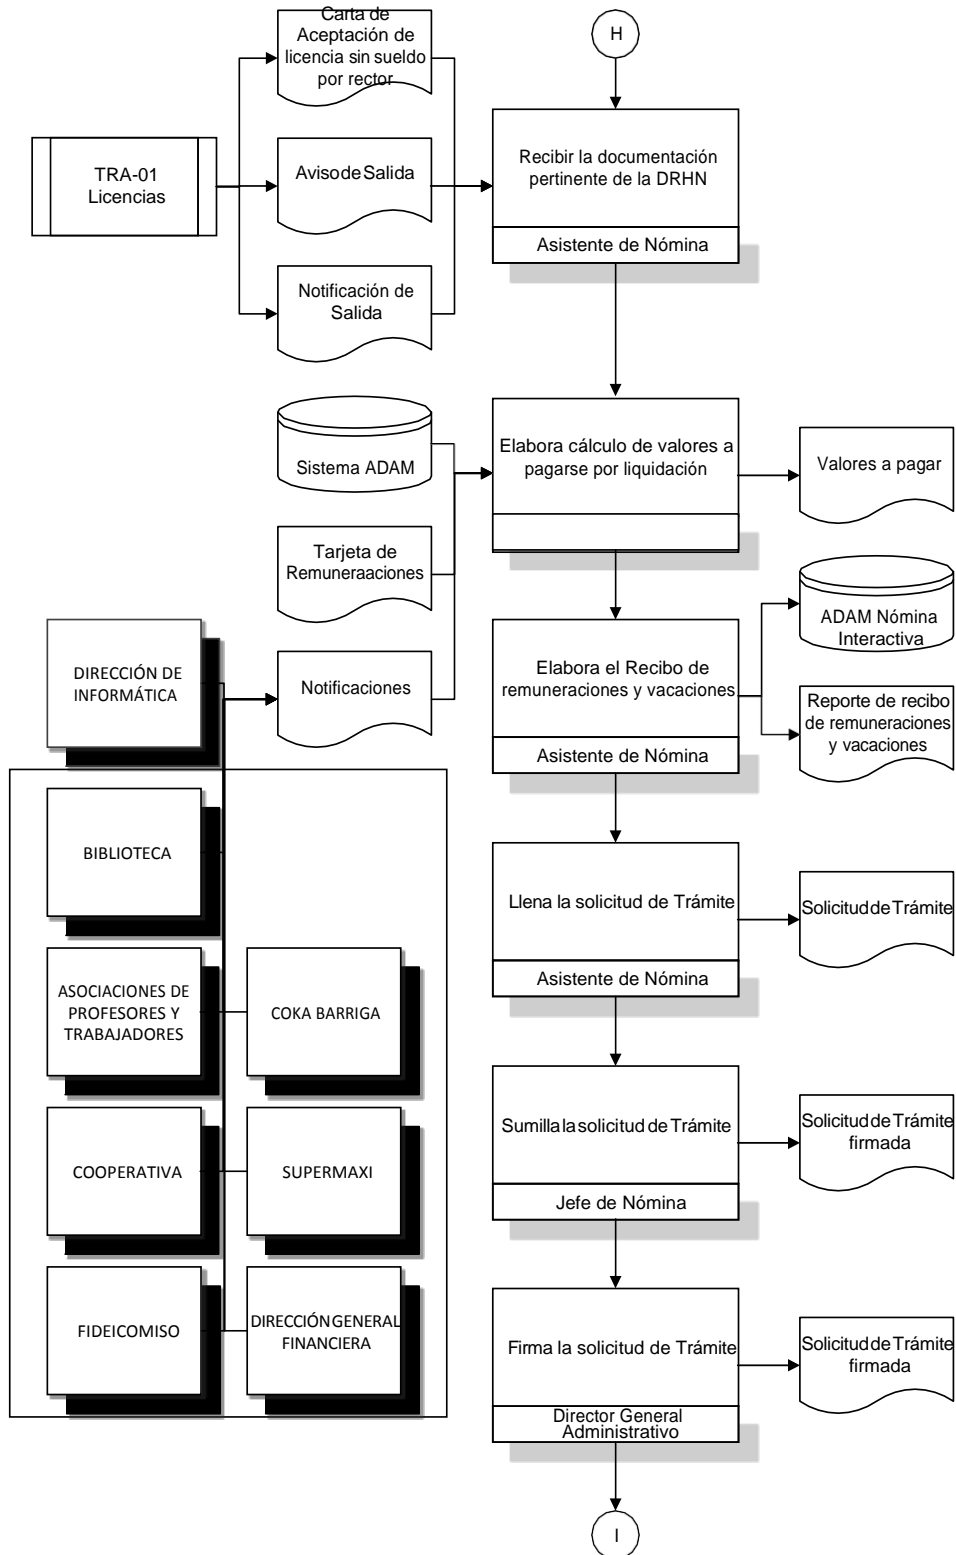 Carta de
Aceptación de
licencia sin sueldo
por rector
H
TRA-01
Licencias
Aviso de Salida
Recibir la documentación
pertinente de la DRHN
Asistente de Nómina
Notificación de
Salida
Sistema ADAM
Elabora cálculo de valores a
pagarse por liquidación
Valores a pagar
Tarjeta de
Remuneraaciones
ADAM Nómina
Interactiva
DIRECCIÓN DE
INFORMÁTICA
Notificaciones
Elabora el Recibo de
remuneraciones y vacaciones
Asistente de Nómina
Reporte de recibo
de remuneraciones
y vacaciones
BIBLIOTECA
Llena la solicitud de Trámite
Asistente de Nómina
Solicitud de Trámite
ASOCIACIONES DE
PROFESORES Y
TRABAJADORES
COKA BARRIGA
Sumilla la solicitud de Trámite
Jefe de Nómina
Solicitud de Trámite
firmada
COOPERATIVA
SUPERMAXI
FIDEICOMISO
DIRECCIÓN GENERAL
FINANCIERA
Firma la solicitud de Trámite
Director General
Administrativo
Solicitud de Trámite
firmada
I